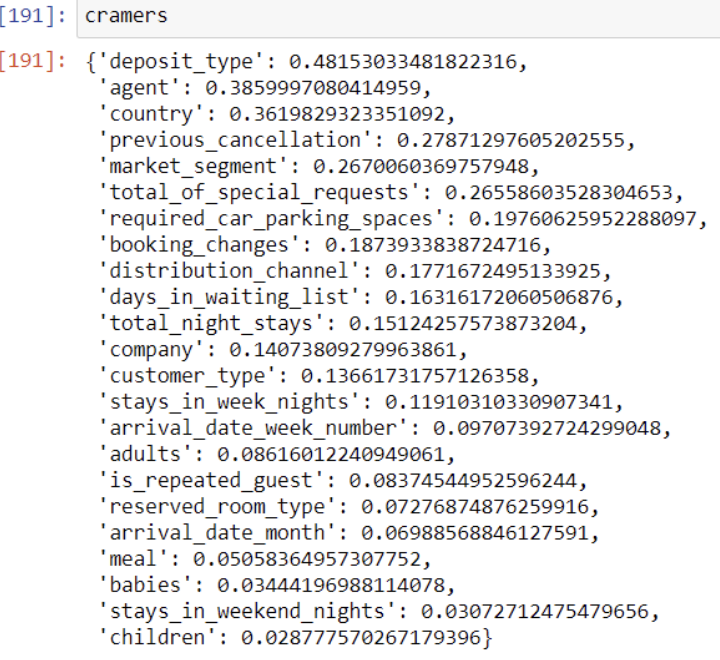 [191]: cramers
[191]: {'deposit_type': 0.48153033481822316,
'agent': 0.3859997080414959,
'country': 0.3619829323351092,
'previous_cancellation': 0.27871297605202555,
'market_segment': 0.2670060369757948,
'total_of_special_requests': 0.26558603528304653,
'required_car_parking_spaces': 0.19760625952288097,
'booking_changes': 0.1873933838724716,
'distribution_channel': 0.1771672495133925,
'days_in_waiting_list': 0.16316172060506876,
'total_night_stays': 0.15124257573873204,
'company': 0.14073809279963861,
'customer_type': 0.13661731757126358,
'stays_in_week_nights': 0.11910310330907341,
'arrival_date_week_number': 0.09707392724299048,
'adults': 0.08616012240949061,
'is_repeated_guest': 0.08374544952596244,
'reserved_room_type': 0.07276874876259916,
'arrival_date_month': 0.06988568846127591,
'meal': 0.05058364957307752,
'babies': 0.03444196988114078,
'stays_in_weekend_nights': 0.03072712475479656,
'children': 0.028777570267179396}